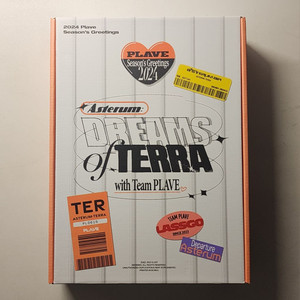 2024 Plave
Season's Greetings
PLAVE
Season's Greetings
2024
Asterum:
DREAMS
of TERRA
with Team PLAVE
TER
ASTERUM-TERRA
PLAVE
TEAM PLAVE
LASSGO
Departure
Asterum